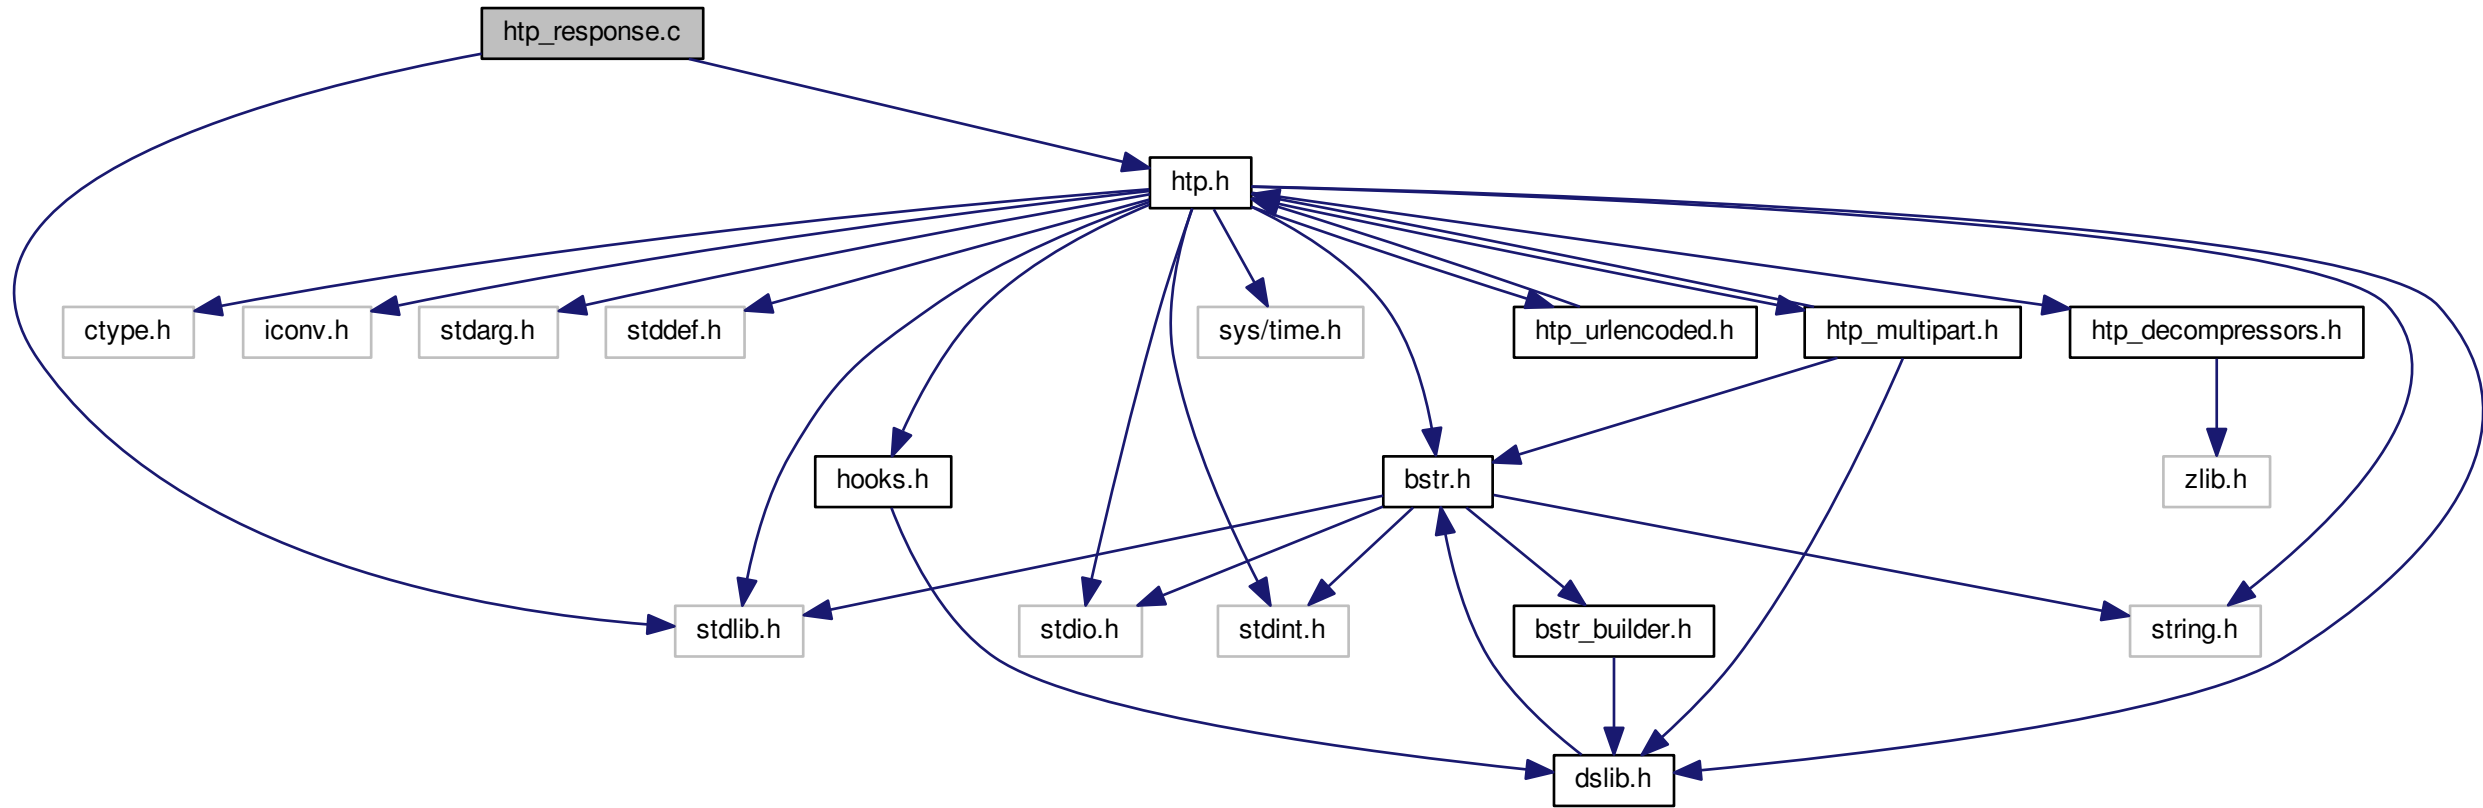 htp_response.c
htp.h
ctype.h
iconv.h
stdarg.h
stddef.h
sys/time.h
htp_urlencoded.h
htp_multipart.h
htp_decompressors.h
hooks.h
bstr.h
zlib.h
stdlib.h
stdio.h
stdint.h
bstr_builder.h
string.h
dslib.h